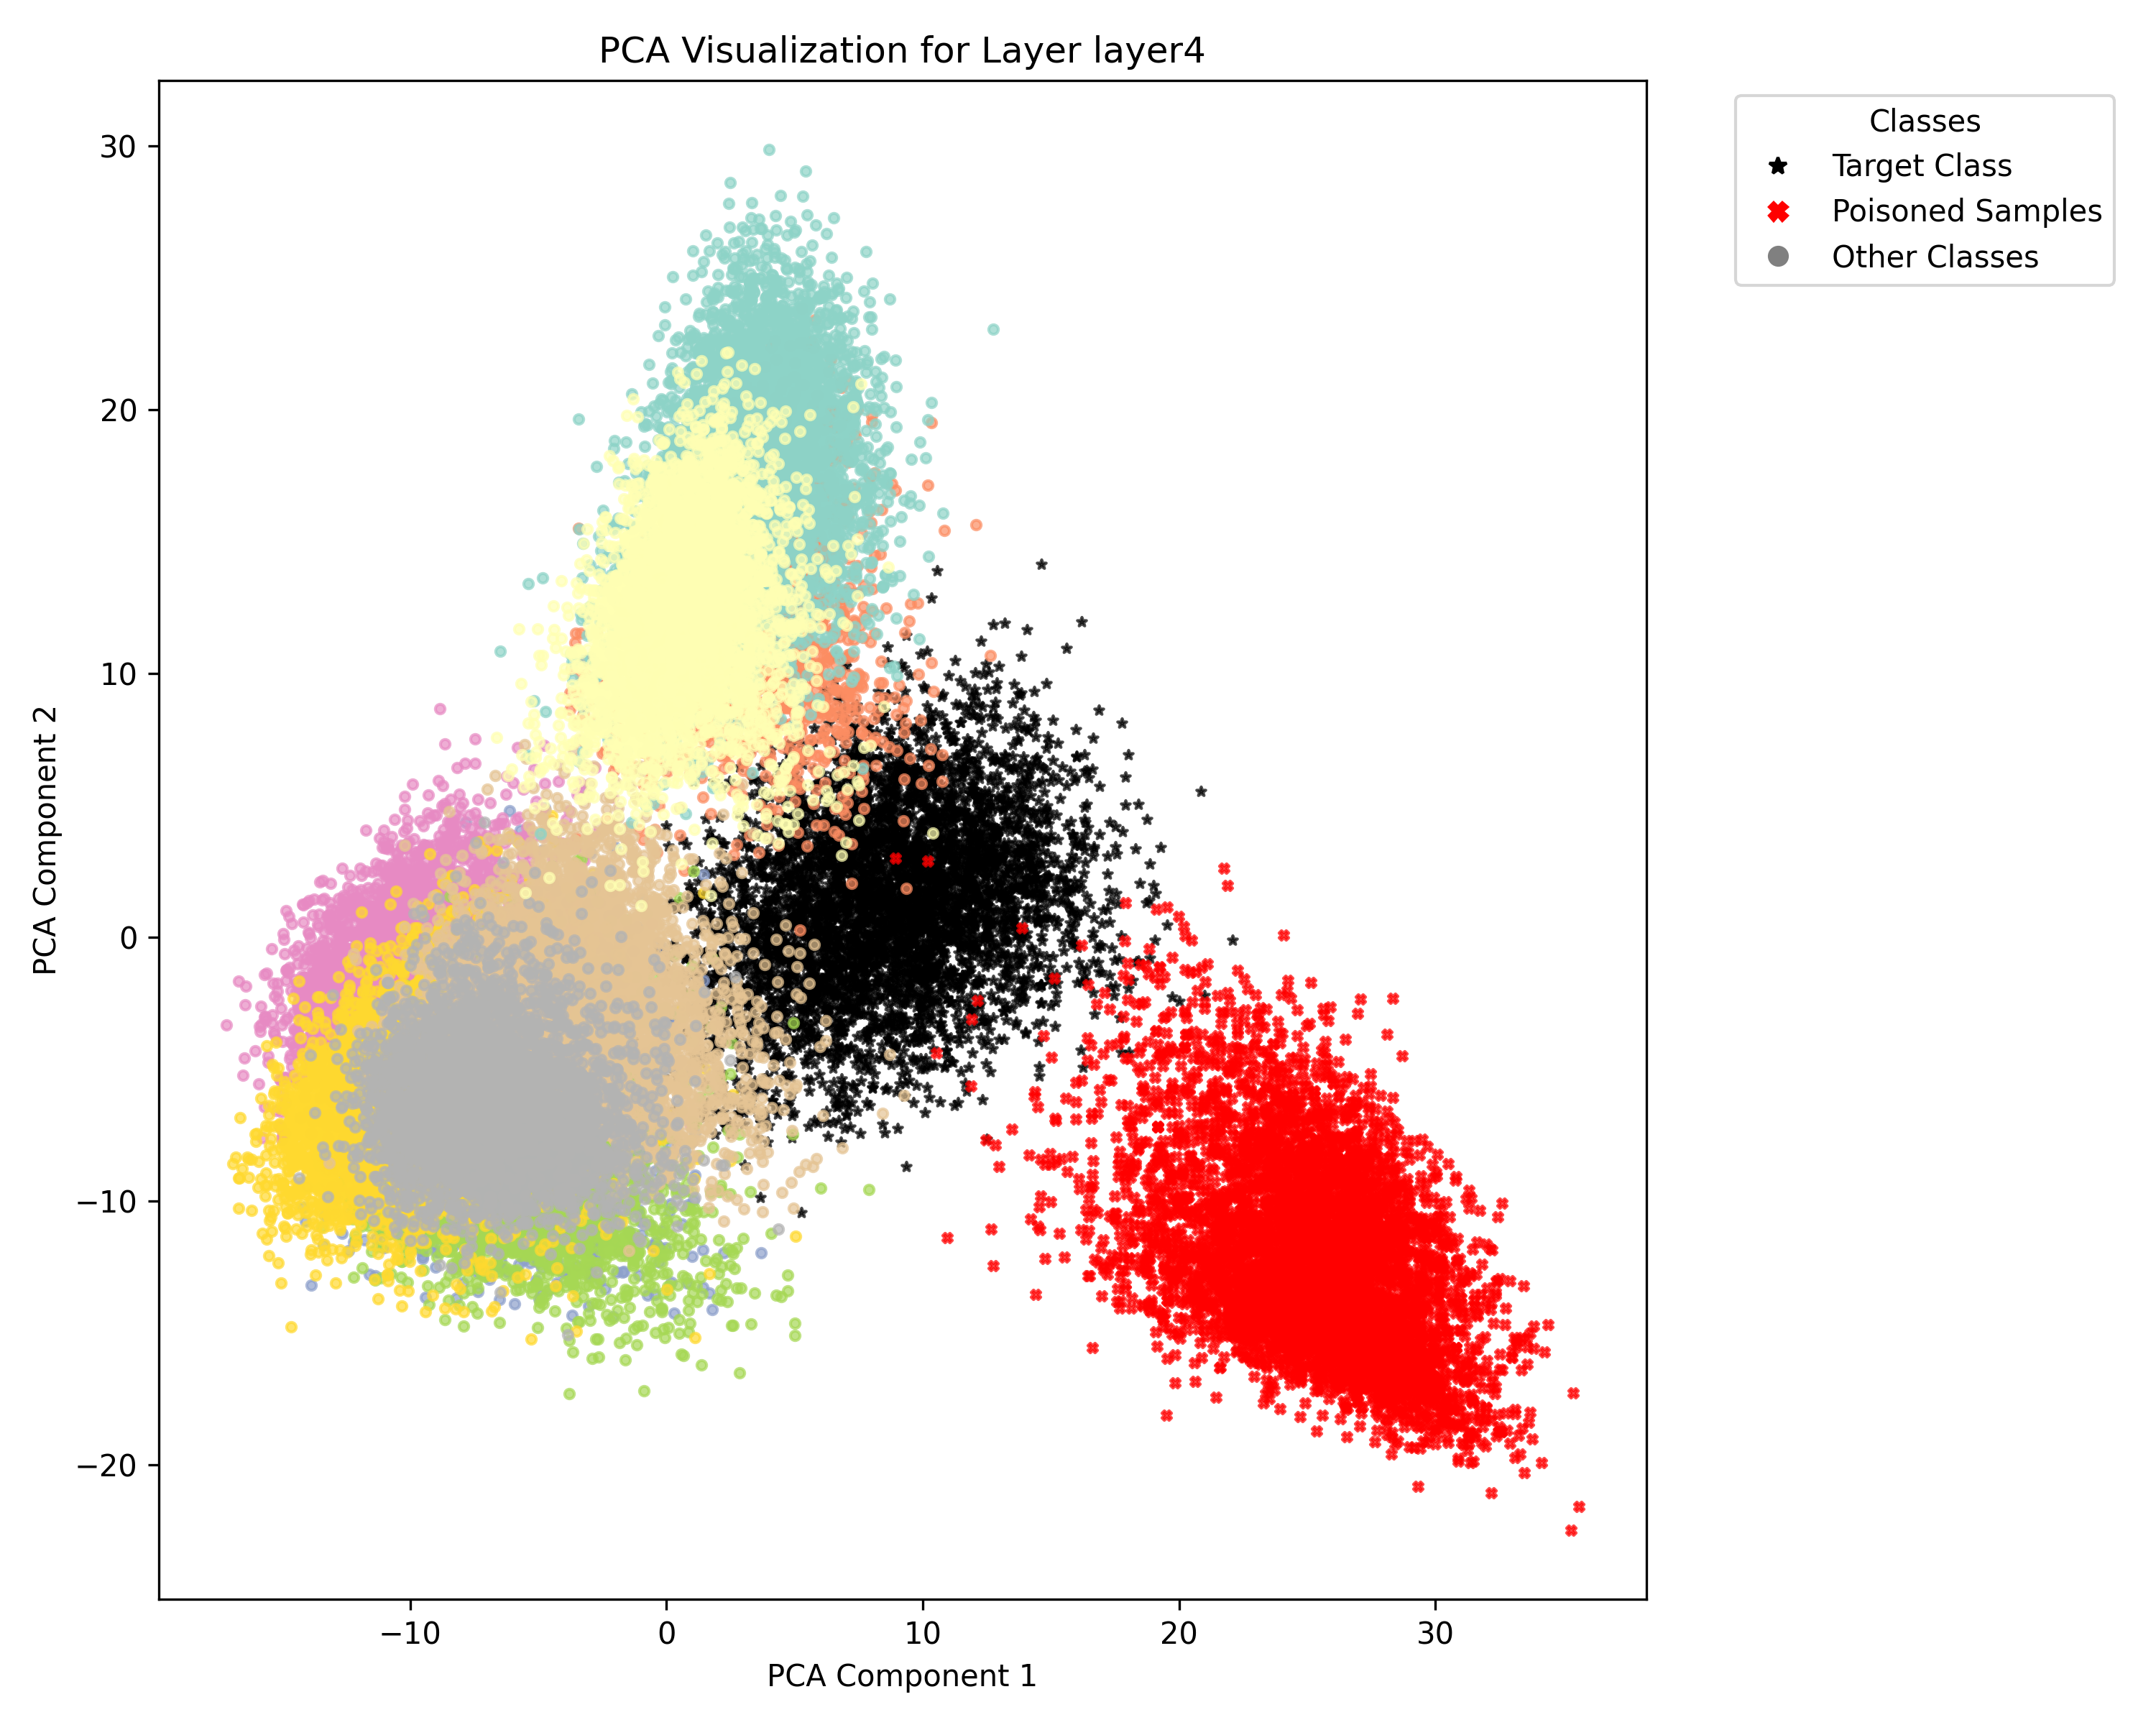 PCA Visualization for Layer layer4
Classes
Target Class
Poisoned Samples
Other Classes
30
20
10
0
−10
−20
PCA Component 2
−10
0
10
20
30
PCA Component 1